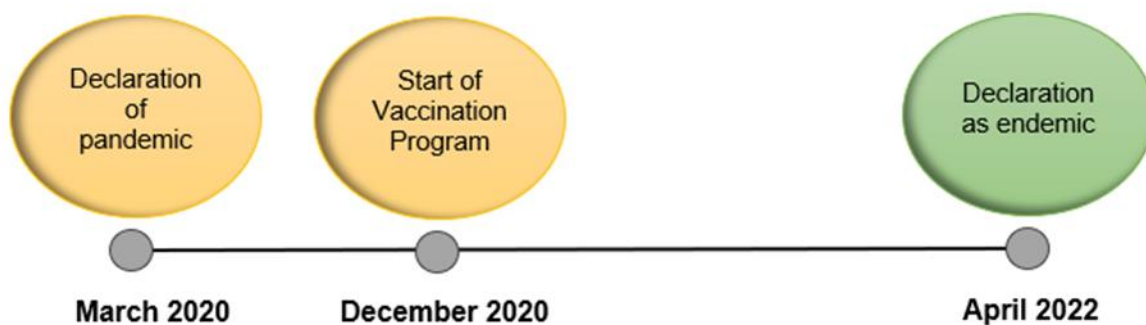 Declaration
of
pandemic
Start of
Vaccination
Program
Declaration
as endemic
March 2020
December 2020
April 2022